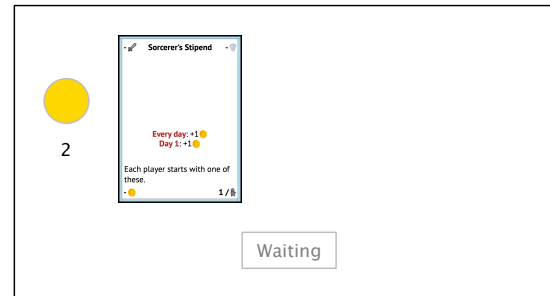 - Sorcerer's Stipend -
Every day: +1
Day 1: +1
2
Each player starts with one of
these.
- 1 /
Waiting